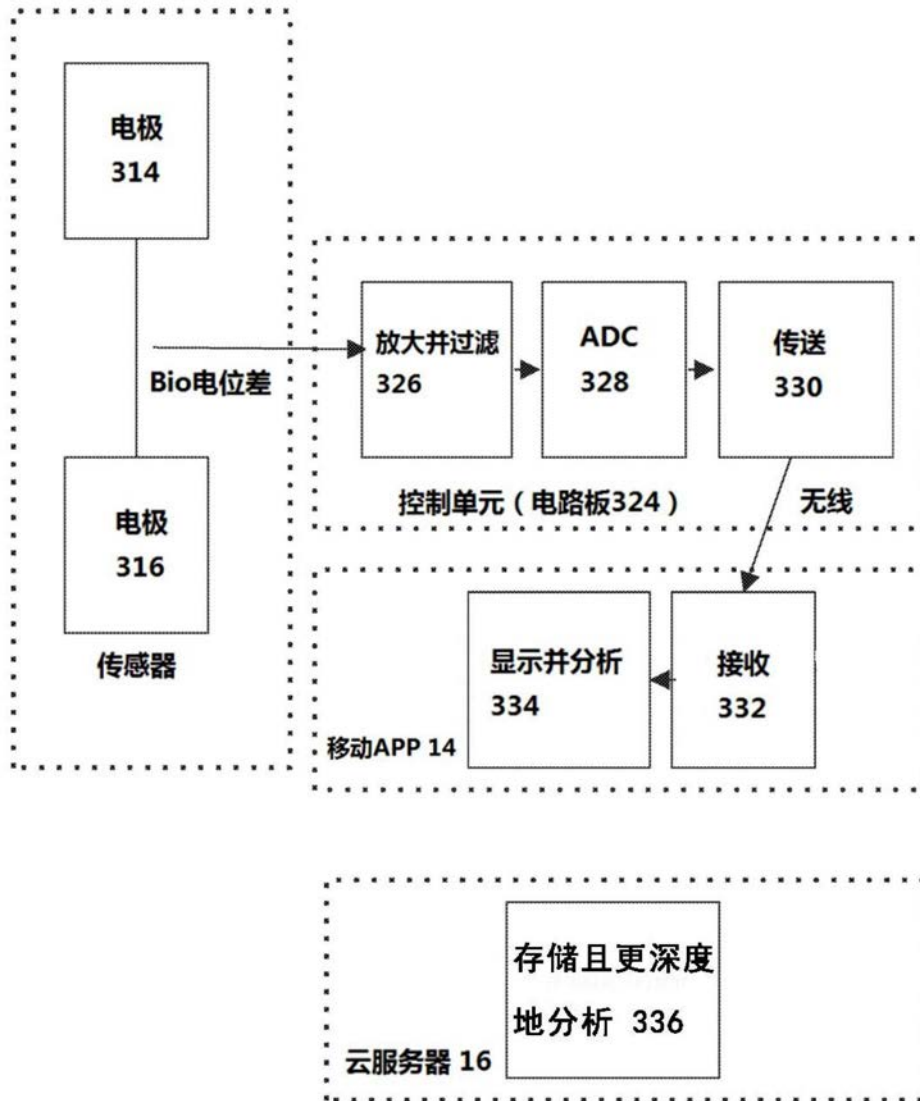 电极
314
Bio电位差
电极
316
传感器
放大并过滤
326
ADC
328
传送
330
控制单元（电路板324）
无线
显示并分析
334
接收
332
移动APP 14
存储且更深度
地分析 336
云服务器 16